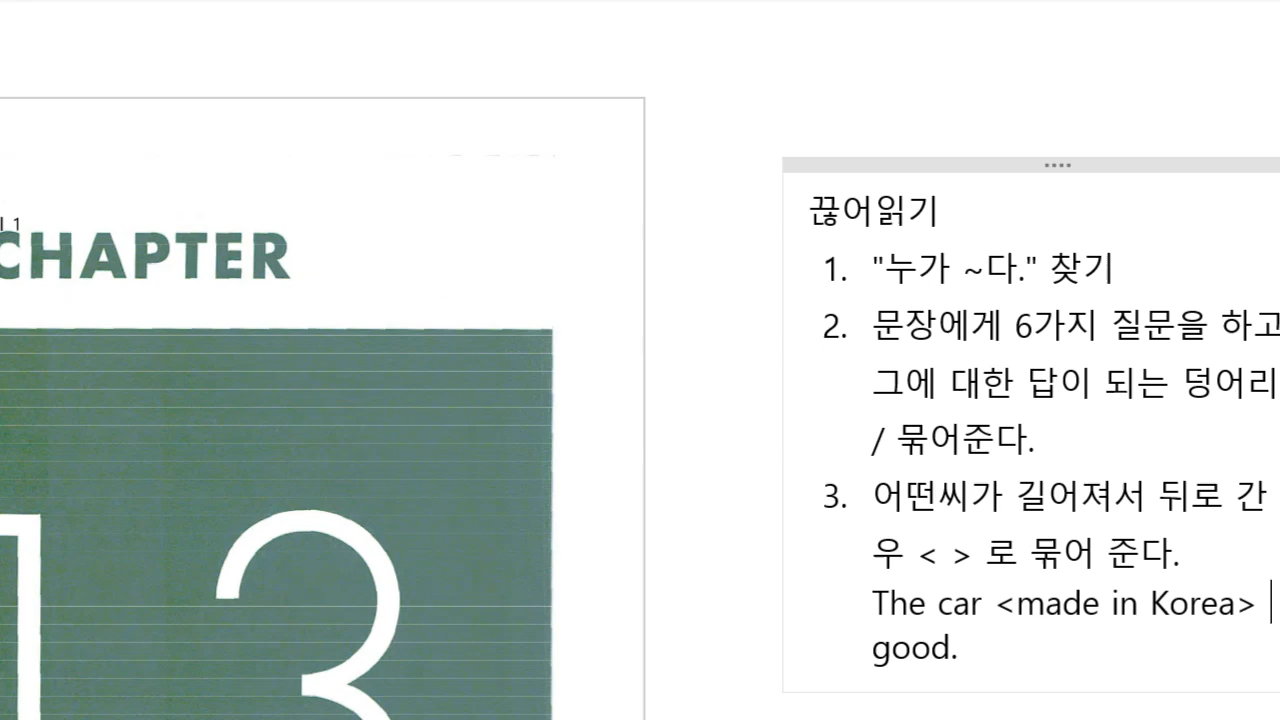 1
CHAPTER
13
끊어읽기
1. "누가 ~다." 찾기
2. 문장에게 6가지 질문을 하고
그에 대한 답이 되는 덩어리
/ 묶어준다.
3. 어떤씨가 길어져서 뒤로 간
우 < > 로 묶어 준다.
The car <made in Korea>
good.